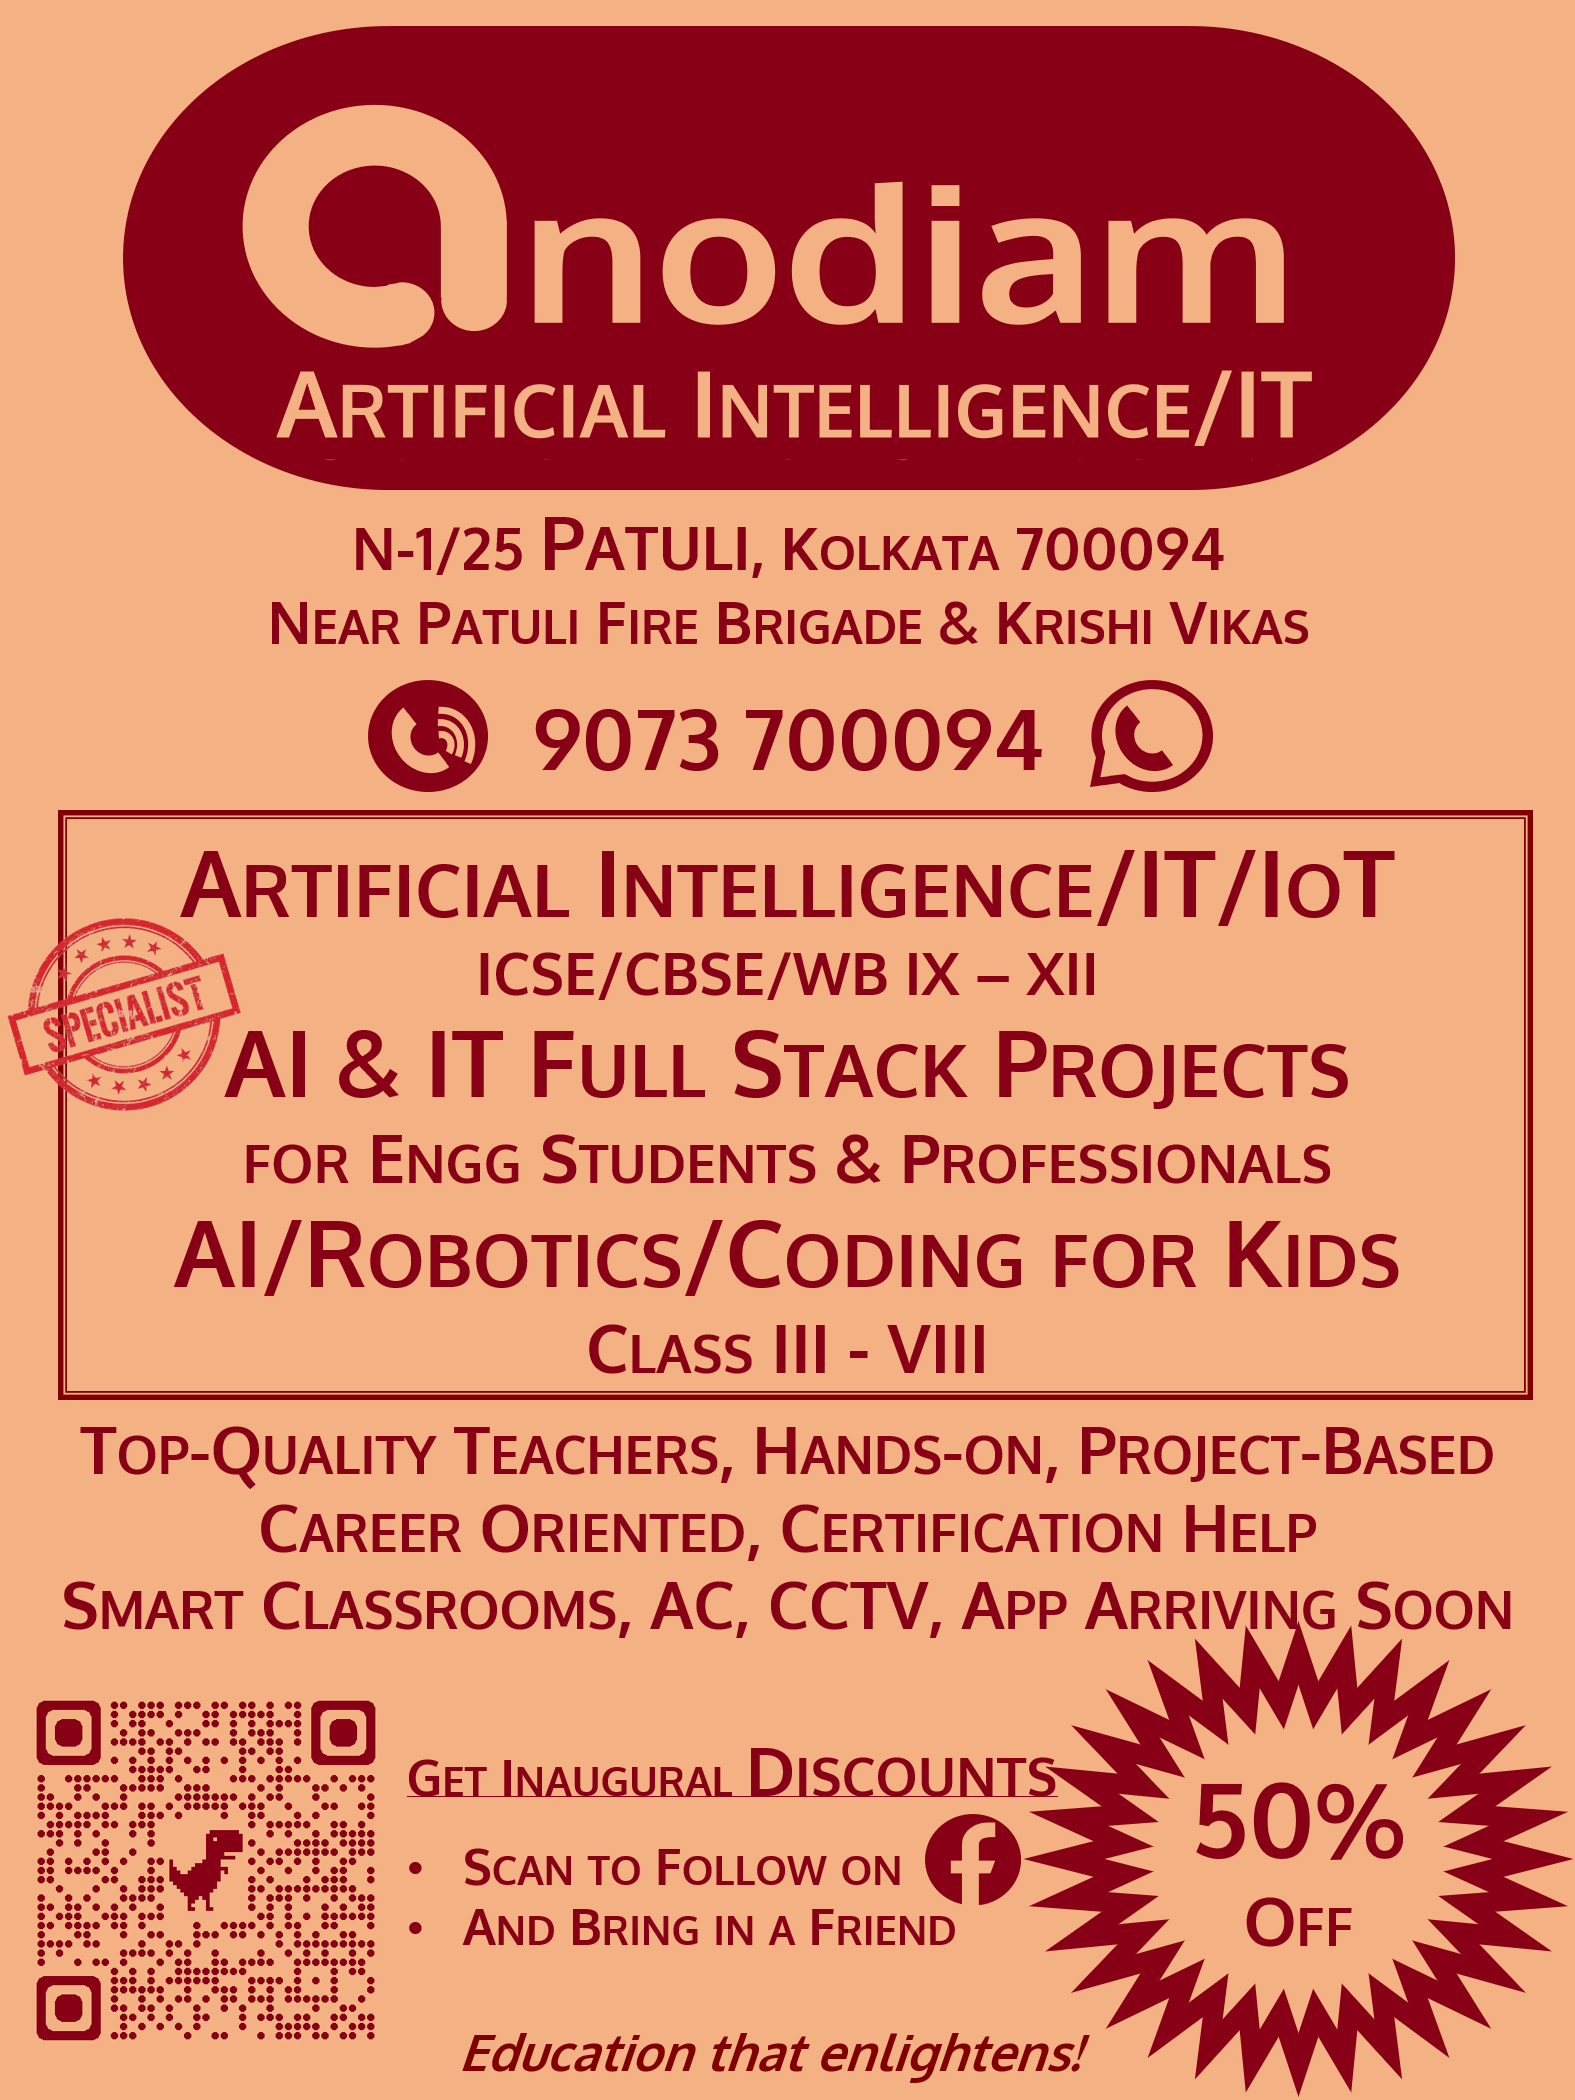 anodiam
Artificial Intelligence/IT
N-1/25 PATULI, Kolkata 700094
Near Patuli Fire Brigade & Krishi Vikas
9073 700094
Artificial Intelligence/IT/IoT
ICSE/CBSE/WB IX – XII
SPECIALIST
AI & IT Full Stack Projects
for Engg Students & Professionals
AI/Robotics/Coding for Kids
Class III - VIII
Top-Quality Teachers, Hands-on, Project-Based
Career Oriented, Certification Help
Smart Classrooms, AC, CCTV, App Arriving Soon
Get Inaugural Discounts
• Scan to Follow on
• And Bring in a Friend
50%
Off
Education that enlightens!